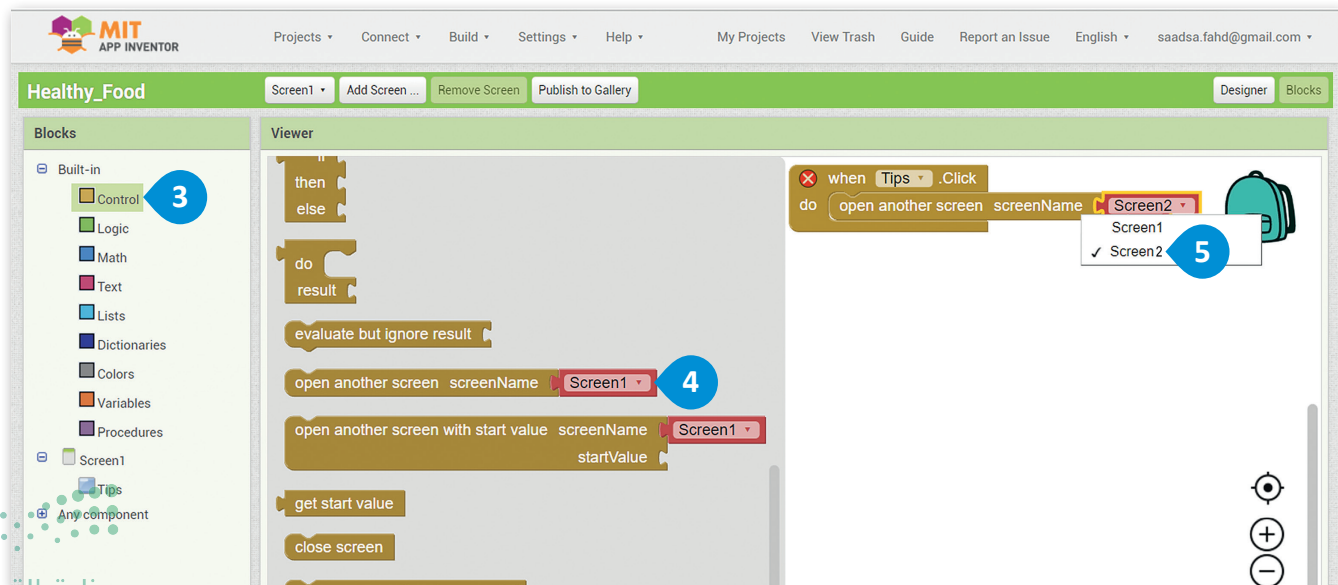 MIT
APP INVENTOR
Projects Connect Build Settings Help My Projects View Trash Guide Report an Issue English saadsa.fahd@gmail.com
Healthy_Food Screen1 Add Screen ... Remove Screen Publish to Gallery Designer Blocks
Blocks
Built-in
Control 3
Logic
Math
Text
Lists
Dictionaries
Colors
Variables
Procedures
Screen1
Tips
Any component
Viewer
then
else
do
result
evaluate but ignore result
open another screen screenName Screen1 4
open another screen with start value screenName Screen1
startValue
get start value
close screen
when Tips .Click
do open another screen screenName Screen2
Screen1
✓ Screen2 5